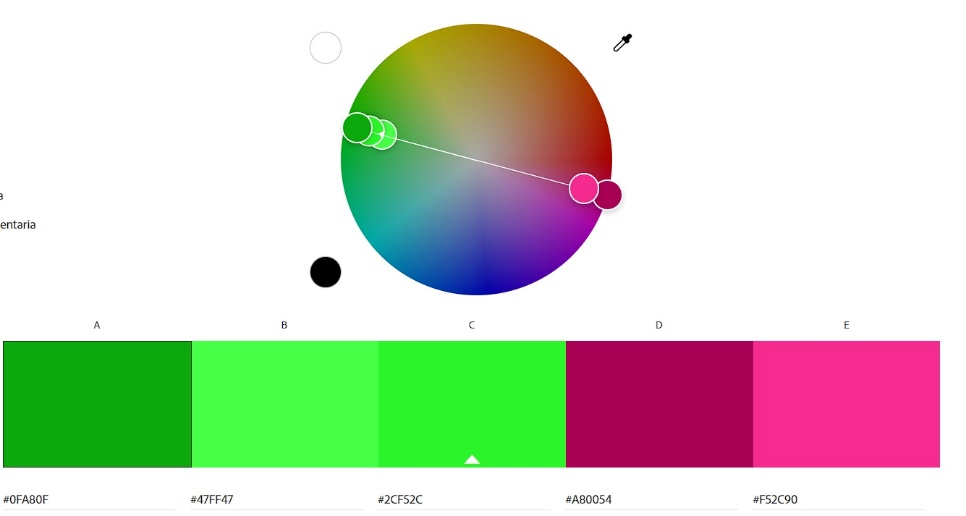 a
entaria
A B C D E
#0FA80F #47FF47 #2CF52C #A80054 #F52C90